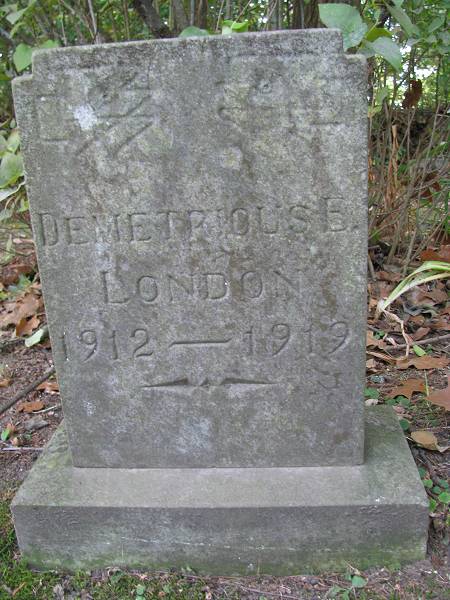 DEMETRIOUS B.
LONDON
1912 — 1919